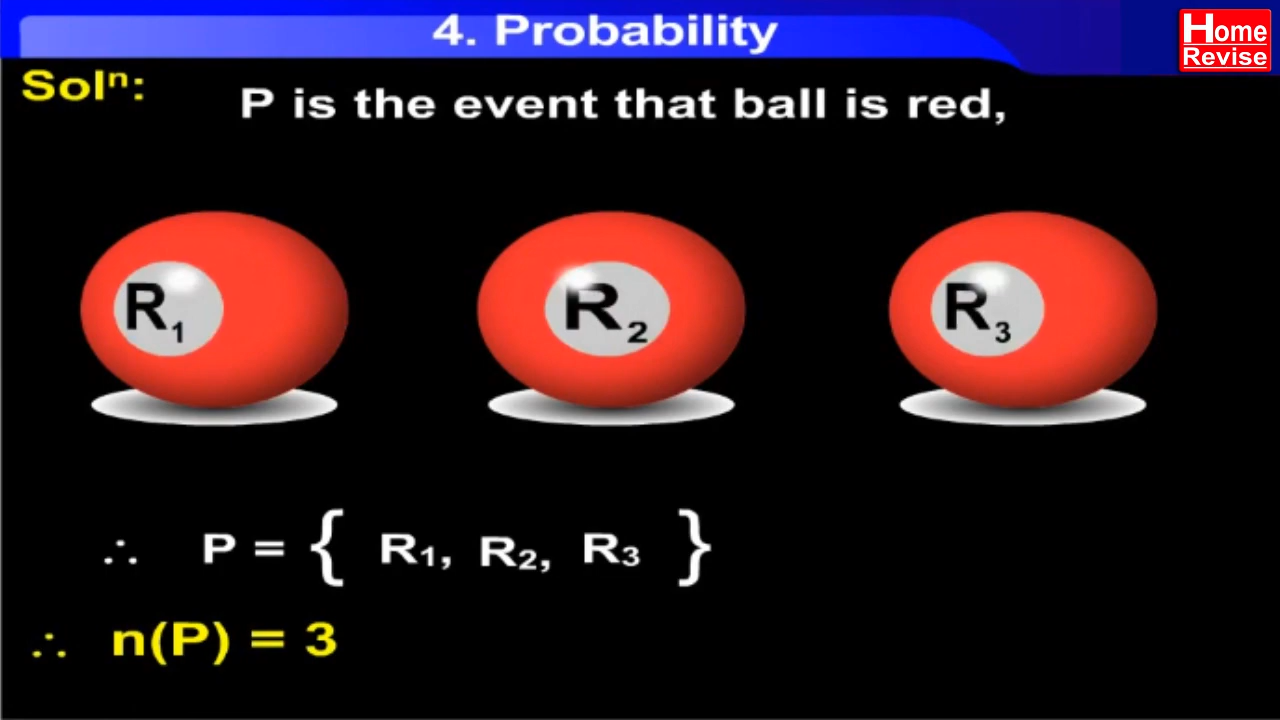 4. Probability
Home
Revise
Solⁿ:
P is the event that ball is red,
R₁
R₂
R₃
∴ P = { R₁, R₂, R₃ }
∴ n(P) = 3